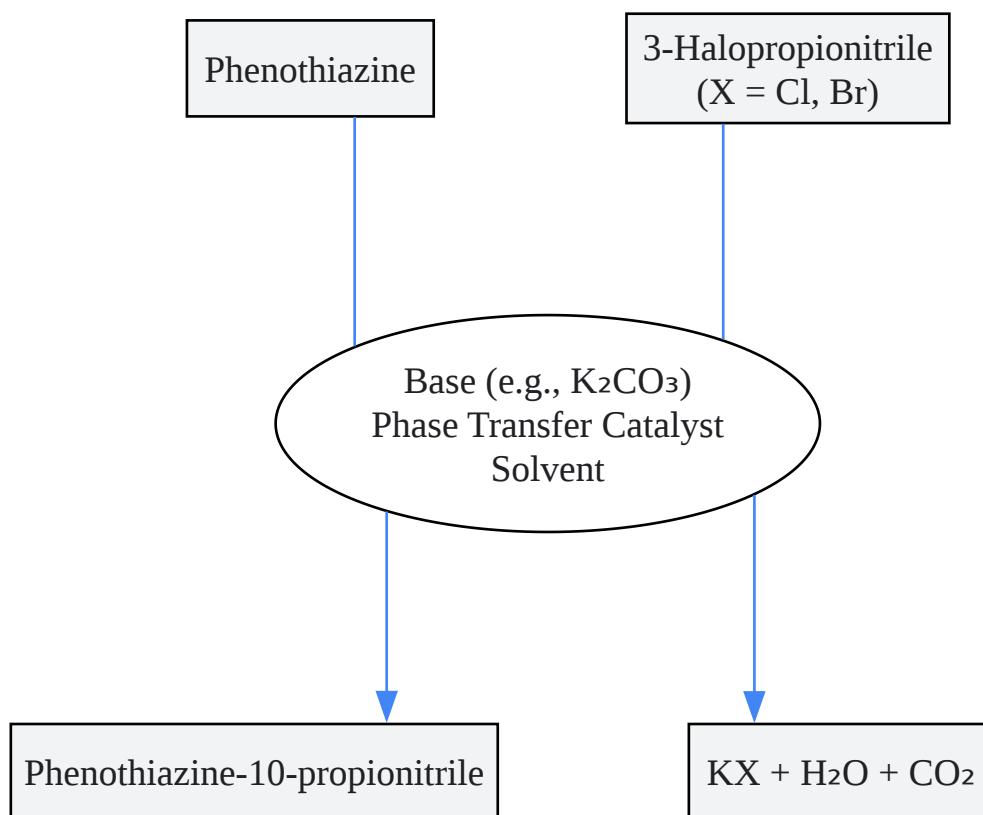 Phenothiazine
3-Halopropionitrile
(X = Cl, Br)
Base (e.g., K₂CO₃)
Phase Transfer Catalyst
Solvent
Phenothiazine-10-propionitrile
KX + H₂O + CO₂